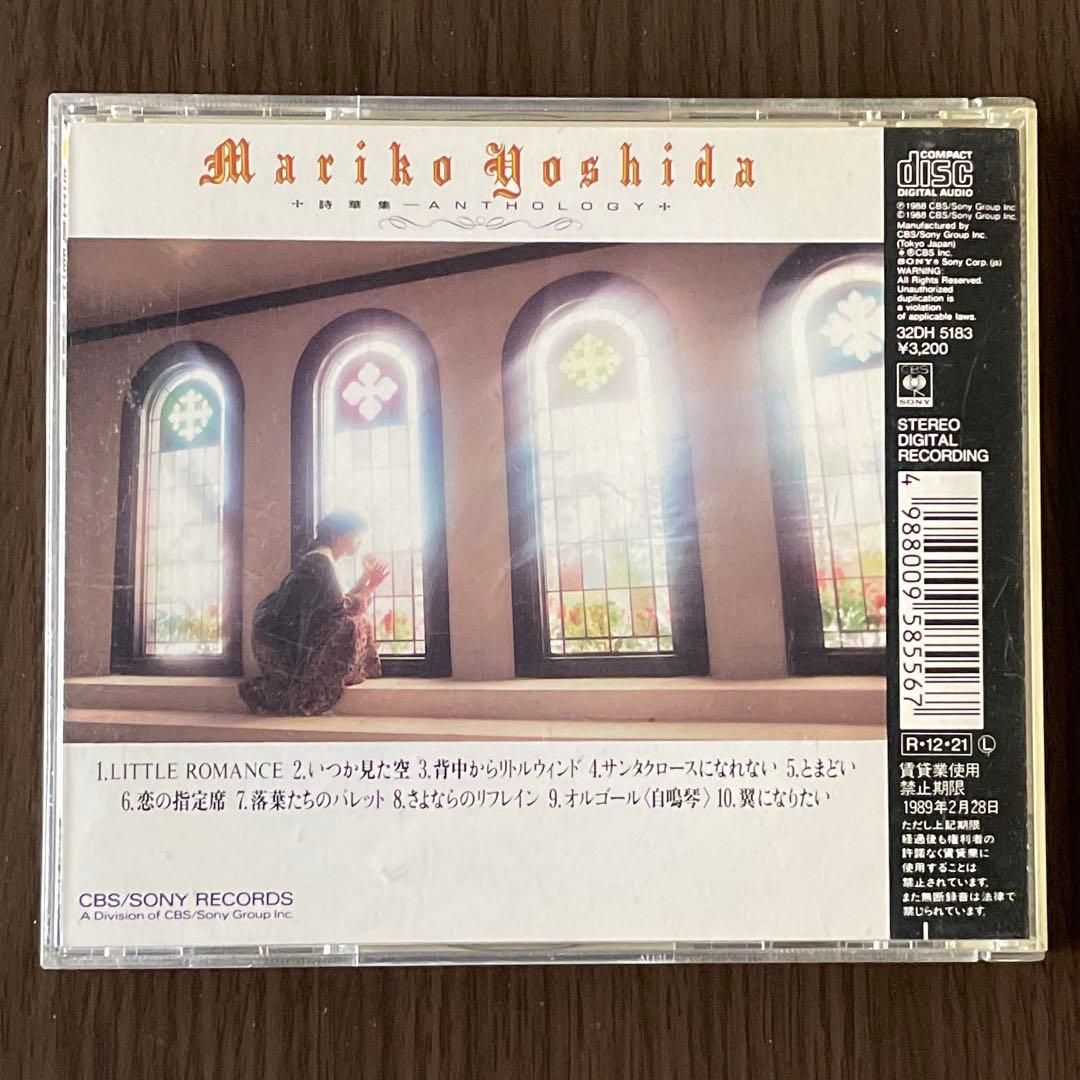 Mariko Yoshida
詩華集—ANTHOLOGY
1.LITTLE ROMANCE 2.いつか見た空 3.背中からリトルウィンド 4.サンタクロースになれない 5.とまどい
6.恋の指定席 7.落葉たちのパレット 8.さよならのリフレイン 9.オルゴール〈自鳴琴〉 10.翼になりたい
CBS/SONY RECORDS
A Division of CBS/Sony Group Inc.
COMPACT
disc
DIGITAL AUDIO
℗1988 CBS/Sony Group Inc.
©1988 CBS/Sony Group Inc.
Manufactured by
CBS/Sony Group Inc.
(Tokyo Japan)
CBS Inc.
SONY® Sony Corp. (js)
WARNING:
All Rights Reserved.
Unauthorized
duplication is
a violation
of applicable laws.
32DH 5183
¥3,200
CBS
SONY
STEREO
DIGITAL
RECORDING
4 988009 585567
R・12・21 Ⓛ
賃貸業使用
禁止期限
1989年2月28日
ただし上記期限
経過後も権利者の
許諾なく賃貸業に
使用することは
禁止されています。
また無断録音は法律で
禁じられています。